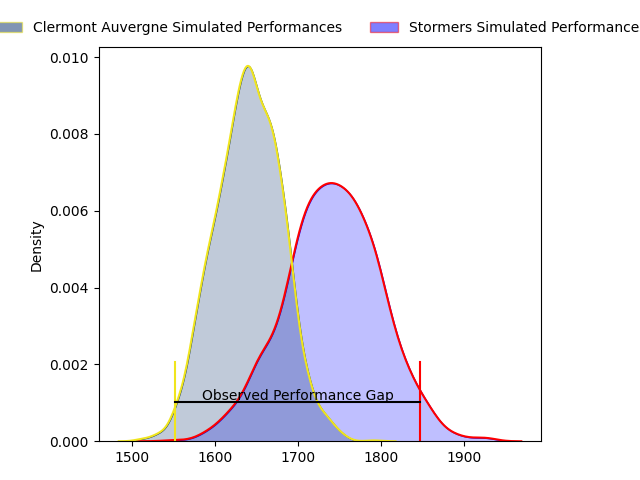 Clermont Auvergne Simulated Performances Stormers Simulated Performance
0.010
0.008
0.006
0.004
0.002
0.000
Density
Observed Performance Gap
1500 1600 1700 1800 1900